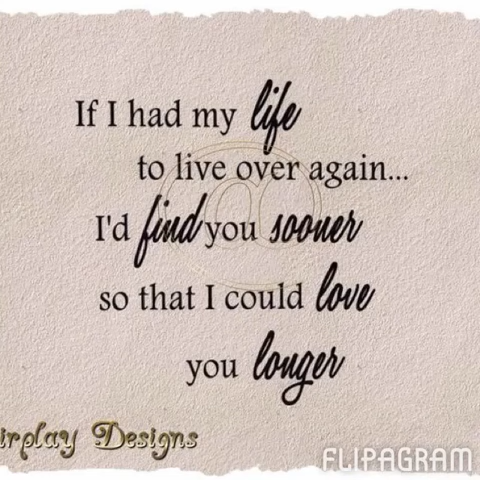 If I had my life
to live over again...
I'd find you sooner
so that I could love
you longer
irplay Designs
FLIPAGRAM